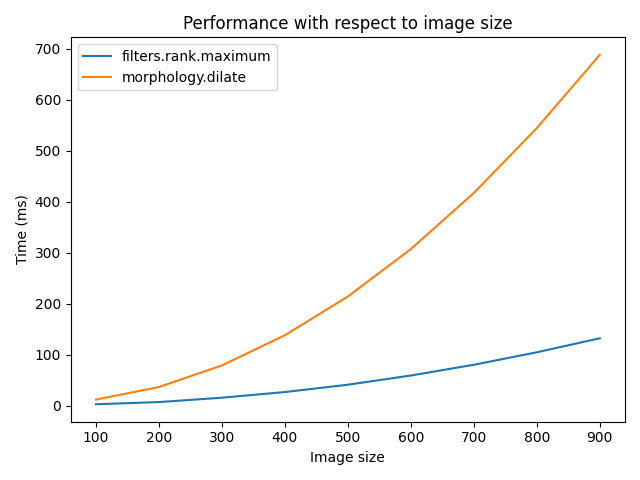 Performance with respect to image size
filters.rank.maximum
morphology.dilate
700
600
500
400
300
200
100
0
Time (ms)
100 200 300 400 500 600 700 800 900
Image size